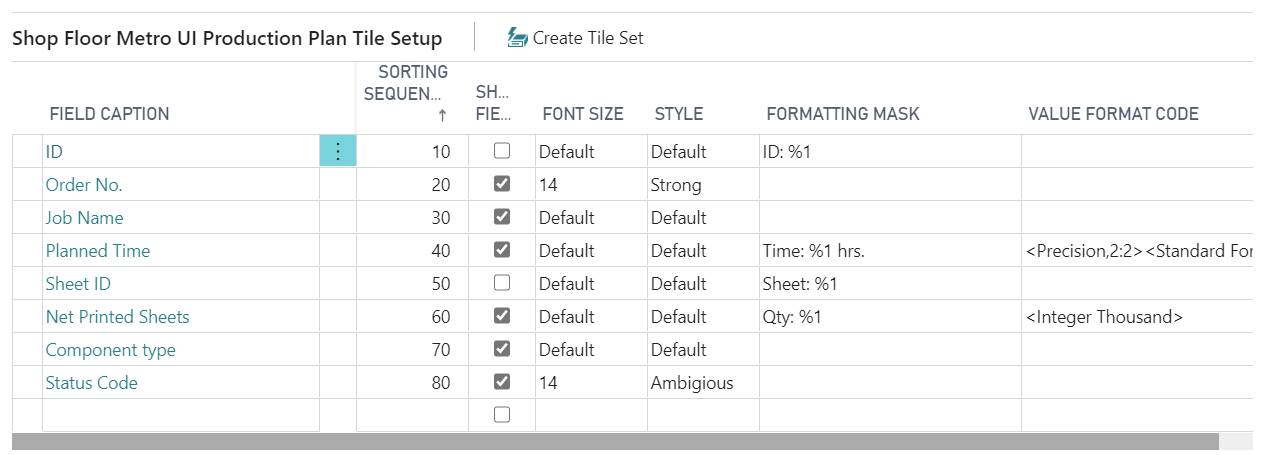 Shop Floor Metro UI Production Plan Tile Setup Create Tile Set
FIELD CAPTION SORTING SEQUEN... ↑ SH... FIE... FONT SIZE STYLE FORMATTING MASK VALUE FORMAT CODE
ID 10 Default Default ID: %1
Order No. 20 14 Strong
Job Name 30 Default Default
Planned Time 40 Default Default Time: %1 hrs. <Precision,2:2><Standard For
Sheet ID 50 Default Default Sheet: %1
Net Printed Sheets 60 Default Default Qty: %1 <Integer Thousand>
Component type 70 Default Default
Status Code 80 14 Ambigious